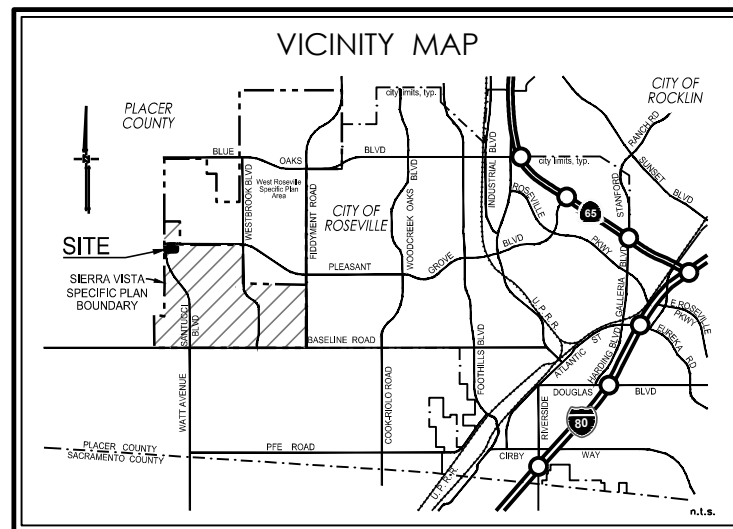 VICINITY MAP
CITY OF
ROCKLIN
PLACER
COUNTY
city limits, typ.
RANCH RD
SUNSET BLVD
BLUE OAKS BLVD
city limits, typ.
INDUSTRIAL BLVD
STANFORD
West Roseville
Specific Plan
Area
WESTBROOK BLVD
FIDDYMENT ROAD
CITY OF
ROSEVILLE
WOODCREEK OAKS BLVD
ROSEVILLE PKWY
65
SITE
PLEASANT GROVE BLVD
GALLERIA BLVD
SIERRA VISTA
SPECIFIC PLAN
BOUNDARY
SANTUCCI
BLVD
U.P.R.R.
E ROSEVILLE
PKWY
BASELINE ROAD
ATLANTIC ST
HARDING BLVD
EUREKA RD
WATT AVENUE
COOK-RIOLO ROAD
FOOTHILLS BLVD
DOUGLAS BLVD
RIVERSIDE
80
PLACER COUNTY
SACRAMENTO COUNTY
PFE ROAD
CIRBY WAY
U.P.R.R.
n.t.s.